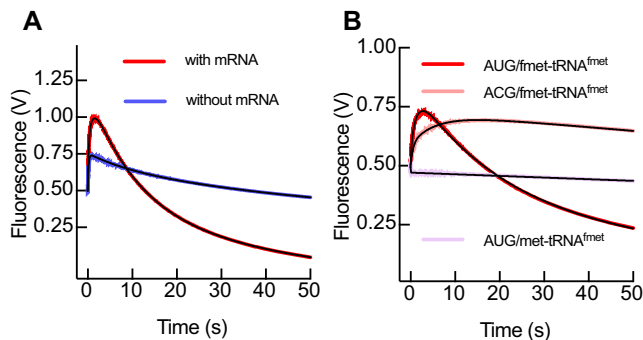 A
with mRNA
without mRNA
Fluorescence (V)
1.25
1.00
0.75
0.50
0.25
0 10 20 30 40 50
Time (s)
B
AUG/fmet-tRNAfmet
ACG/fmet-tRNAfmet
AUG/met-tRNAfmet
Fluorescence (V)
1.00
0.75
0.50
0.25
0 10 20 30 40 50
Time (s)